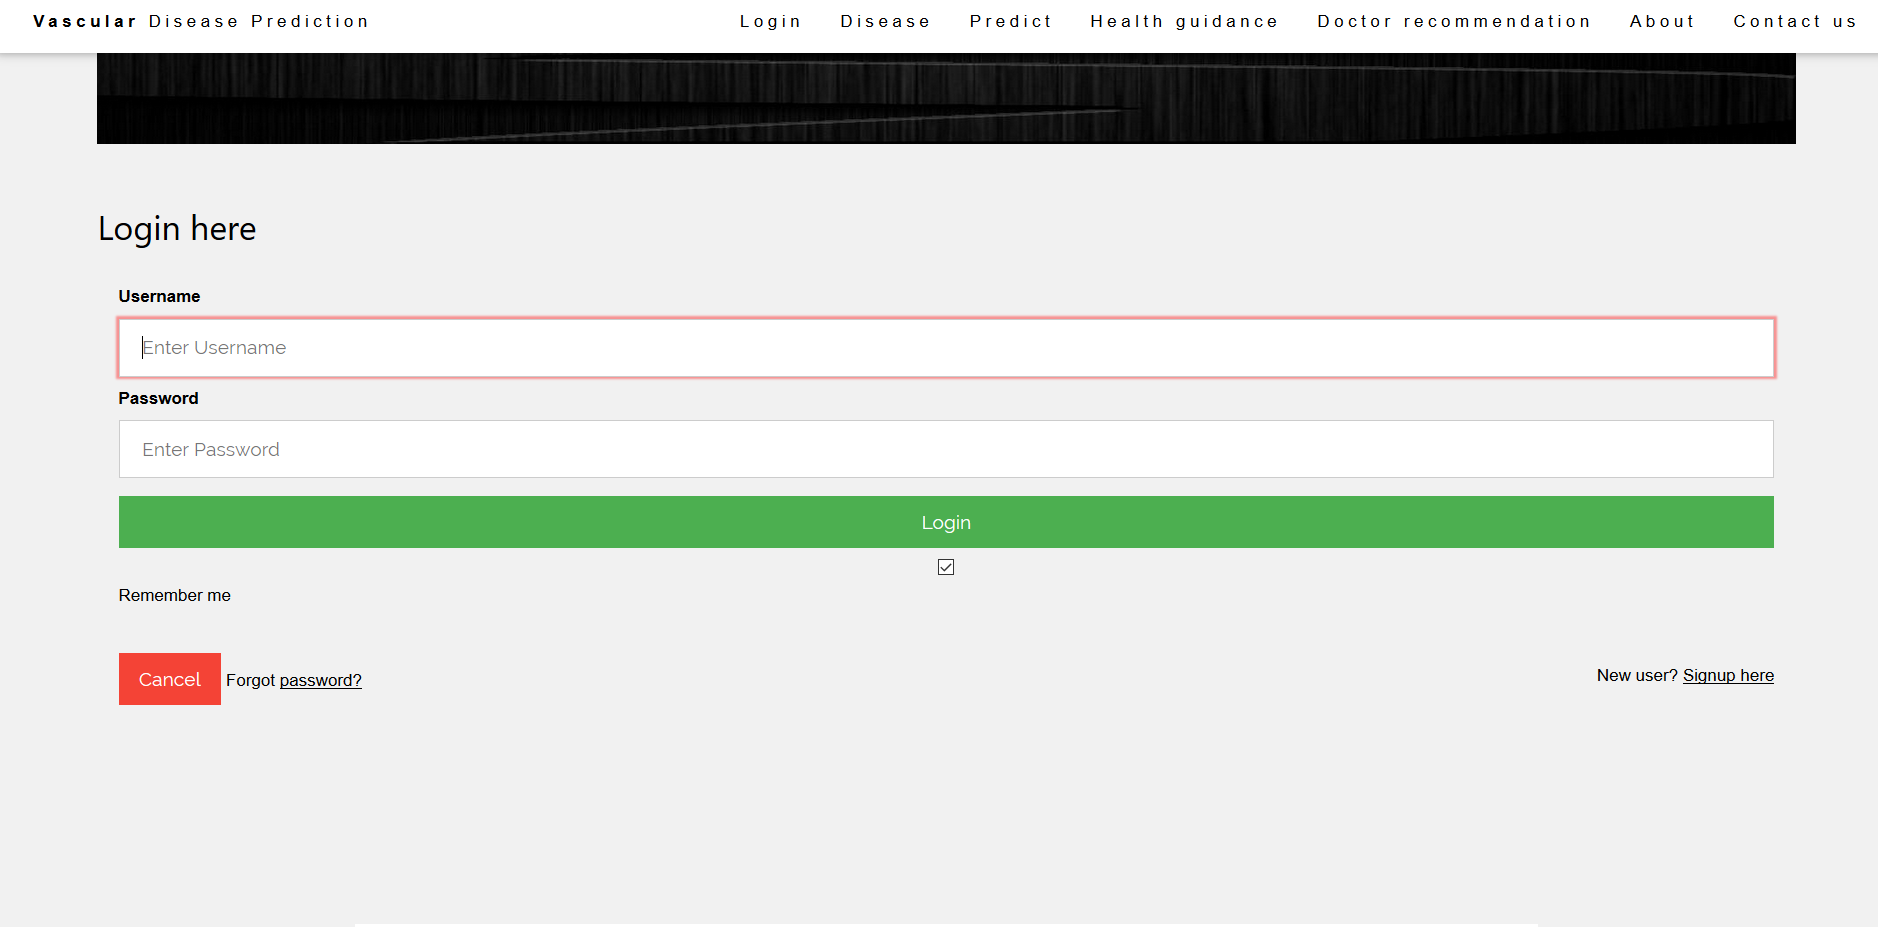 Vascular Disease Prediction Login Disease Predict Health guidance Doctor recommendation About Contact us
Login here
Username
Enter Username
Password
Enter Password
Login
Remember me
Cancel Forgot password? New user? Signup here